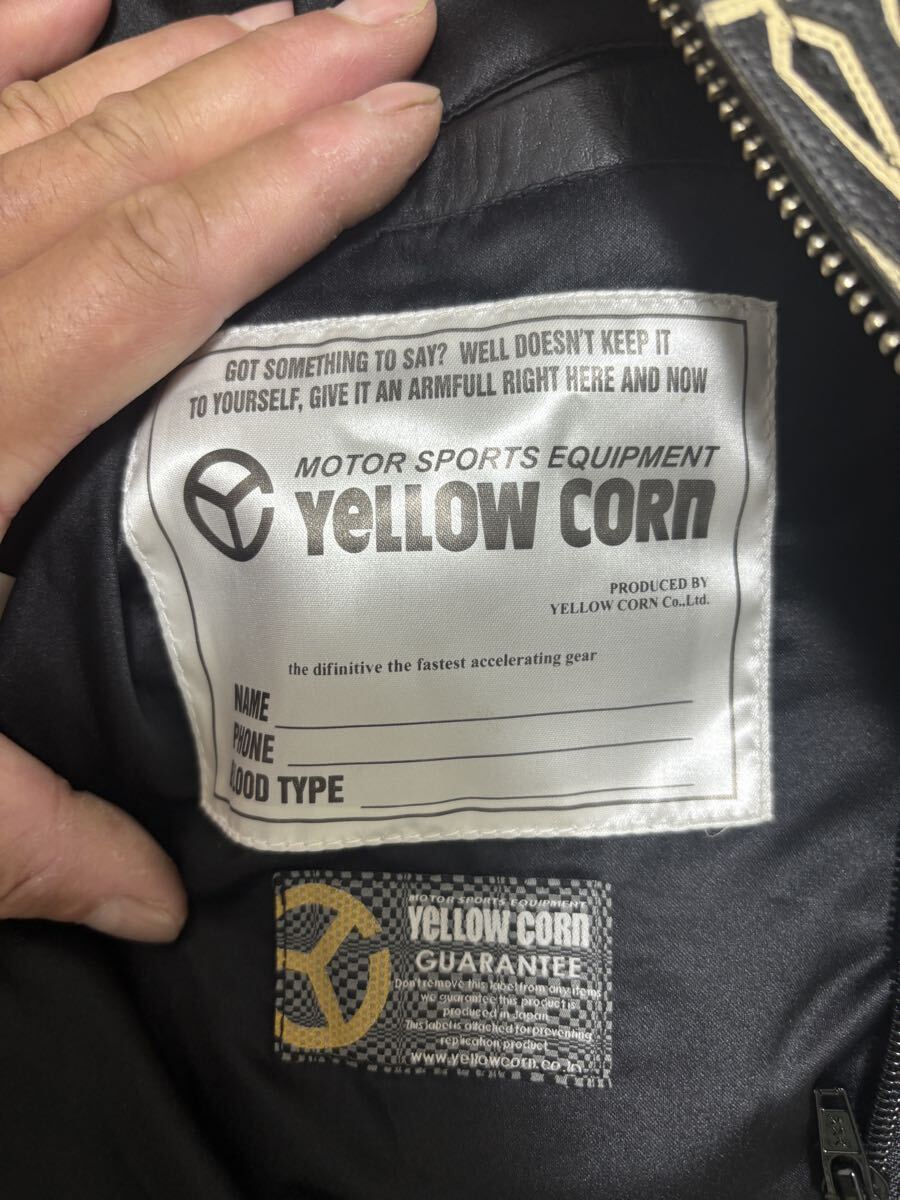 GOT SOMETHING TO SAY? WELL DOESN'T KEEP IT
TO YOURSELF, GIVE IT AN ARMFULL RIGHT HERE AND NOW
MOTOR SPORTS EQUIPMENT
YeLLOW CORn
PRODUCED BY
YELLOW CORN Co.,Ltd.
the difinitive the fastest accelerating gear
NAME
PHONE
BLOOD TYPE
MOTOR SPORTS EQUIPMENT
YeLLOW CORn
GUARANTEE
Don't remove this label from any items
we guarantee this product is
produced in Japan
This label is attached for preventing
replication product
www.yellowcorn.co.jp